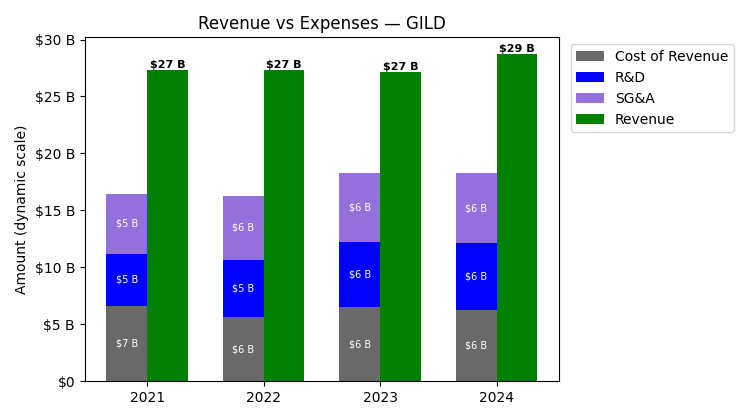 Revenue vs Expenses — GILD
Amount (dynamic scale)
$30 B
$25 B
$20 B
$15 B
$10 B
$5 B
$0
$27 B
$27 B
$27 B
$29 B
$5 B
$6 B
$6 B
$6 B
$5 B
$5 B
$6 B
$6 B
$7 B
$6 B
$6 B
$6 B
2021
2022
2023
2024
Cost of Revenue
R&D
SG&A
Revenue